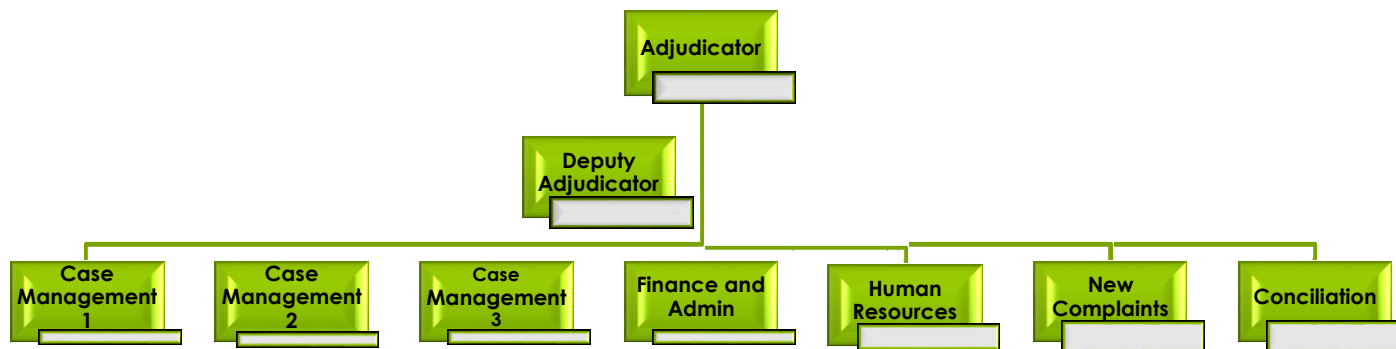 Adjudicator
Deputy
Adjudicator
Case
Management
1
Case
Management
2
Case
Management
3
Finance and
Admin
Human
Resources
New
Complaints
Conciliation